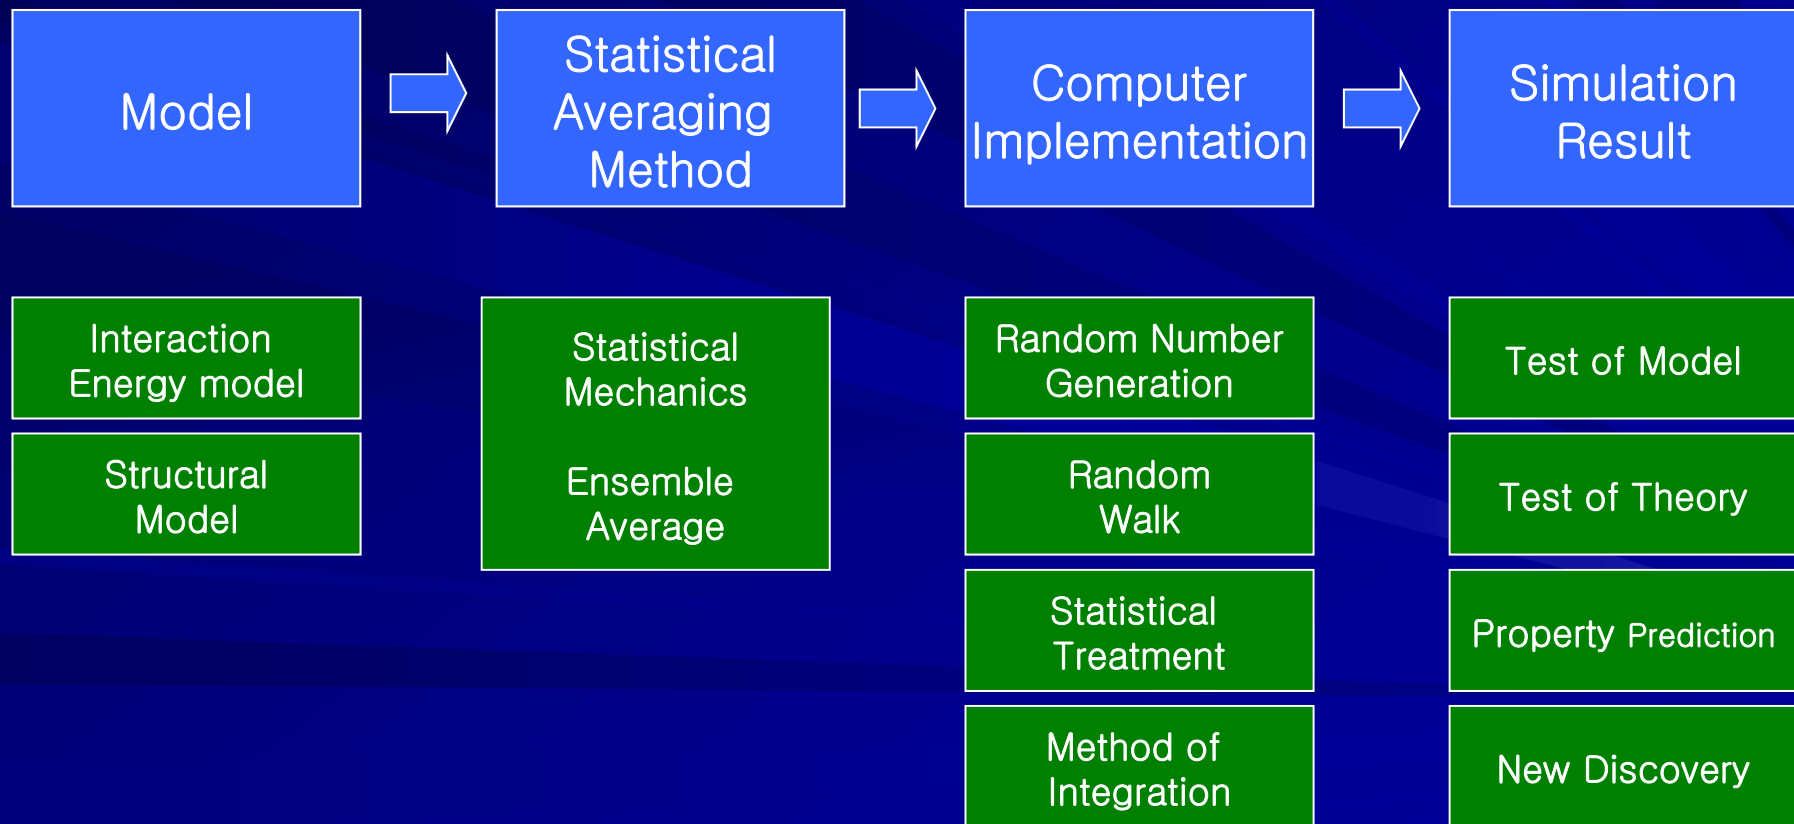 Model
Statistical
Averaging
Method
Computer
Implementation
Simulation
Result
Interaction
Energy model
Structural
Model
Statistical
Mechanics
Ensemble
Average
Random Number
Generation
Random
Walk
Statistical
Treatment
Method of
Integration
Test of Model
Test of Theory
Property Prediction
New Discovery